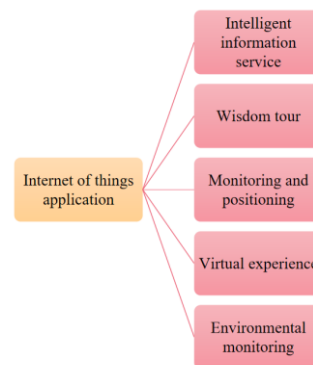 Intelligent
information
service
Wisdom tour
Internet of things
application
Monitoring and
positioning
Virtual experience
Environmental
monitoring